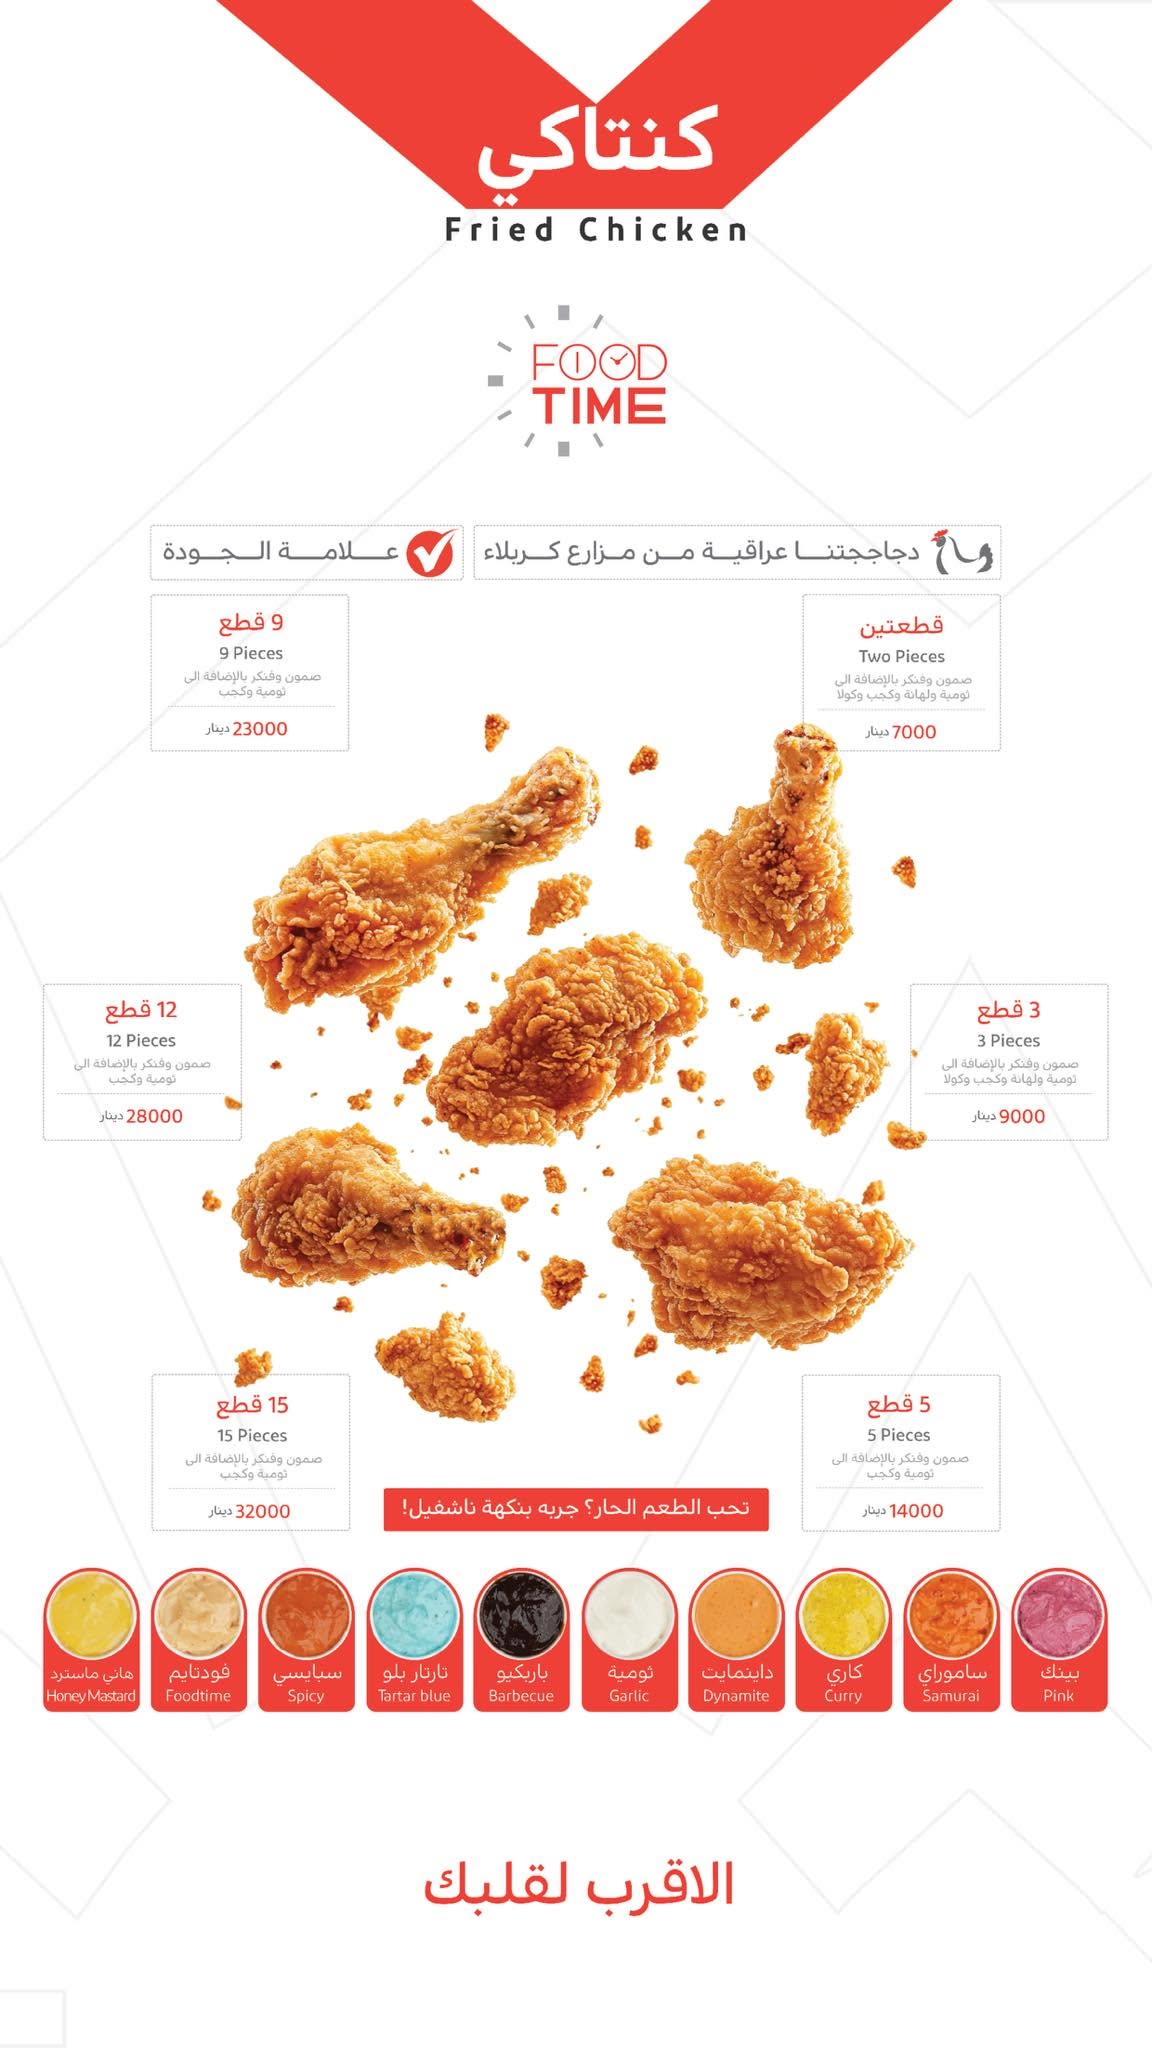 كنتاكي
Fried Chicken
FOOD
TIME
دجاججتنا عراقية من مزارع كربلاء
علامة الجودة
قطعتين
Two Pieces
صمون وفنكر بالإضافة الى
ثومية ولهانة وكجب وكولا
7000 دينار
9 قطع
9 Pieces
صمون وفنكر بالإضافة الى
ثومية وكجب
23000 دينار
3 قطع
3 Pieces
صمون وفنكر بالإضافة الى
ثومية ولهانة وكجب وكولا
9000 دينار
12 قطع
12 Pieces
صمون وفنكر بالإضافة الى
ثومية وكجب
28000 دينار
5 قطع
5 Pieces
صمون وفنكر بالإضافة الى
ثومية وكجب
14000 دينار
15 قطع
15 Pieces
صمون وفنكر بالإضافة الى
ثومية وكجب
32000 دينار
تحب الطعم الحار؟ جربه بنكهة ناشفيل!
بينك
Pink
ساموراي
Samurai
كاري
Curry
داينمايت
Dynamite
ثومية
Garlic
باربكيو
Barbecue
تارتار بلو
Tartar blue
سبايسي
Spicy
فودتايم
Foodtime
هاني ماسترد
Honey Mastard
الاقرب لقلبك